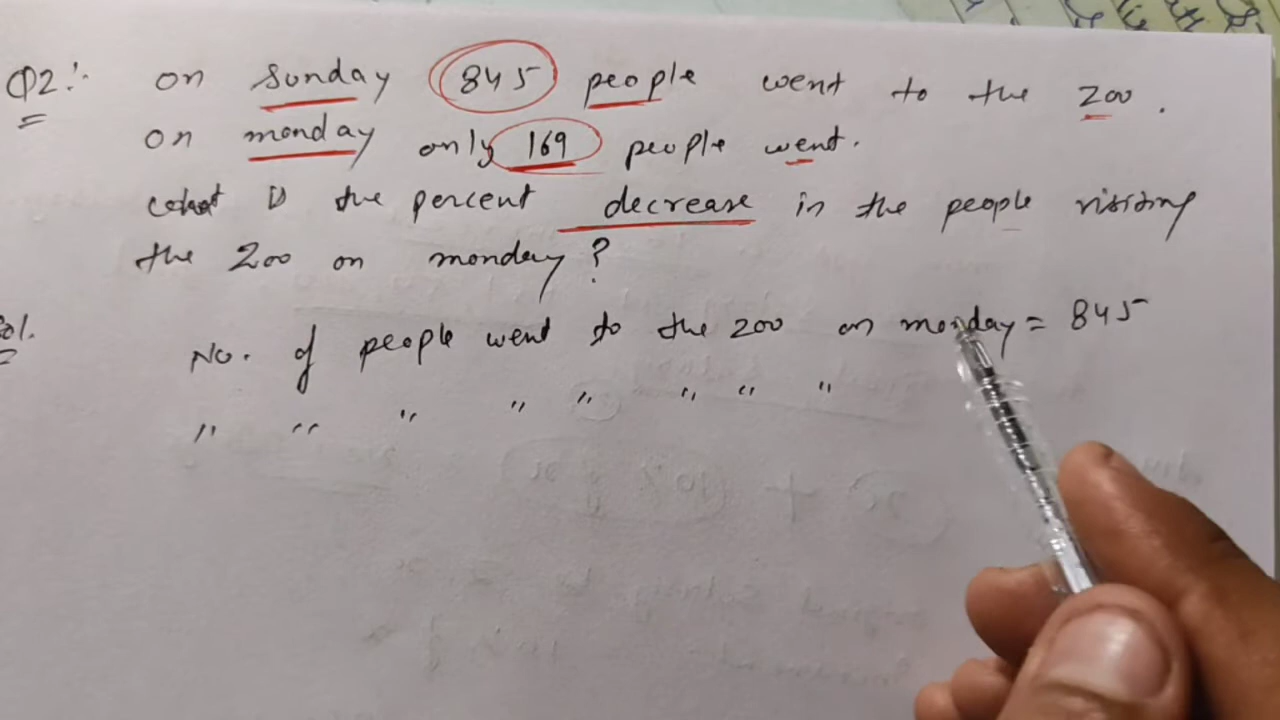 Q2:- on sunday 845 people went to the zoo.
on monday only 169 people went.
what is the percent decrease in the people visiting
the zoo on monday?
Sol. No. of people went to the zoo on monday = 845
" " " " " " " "